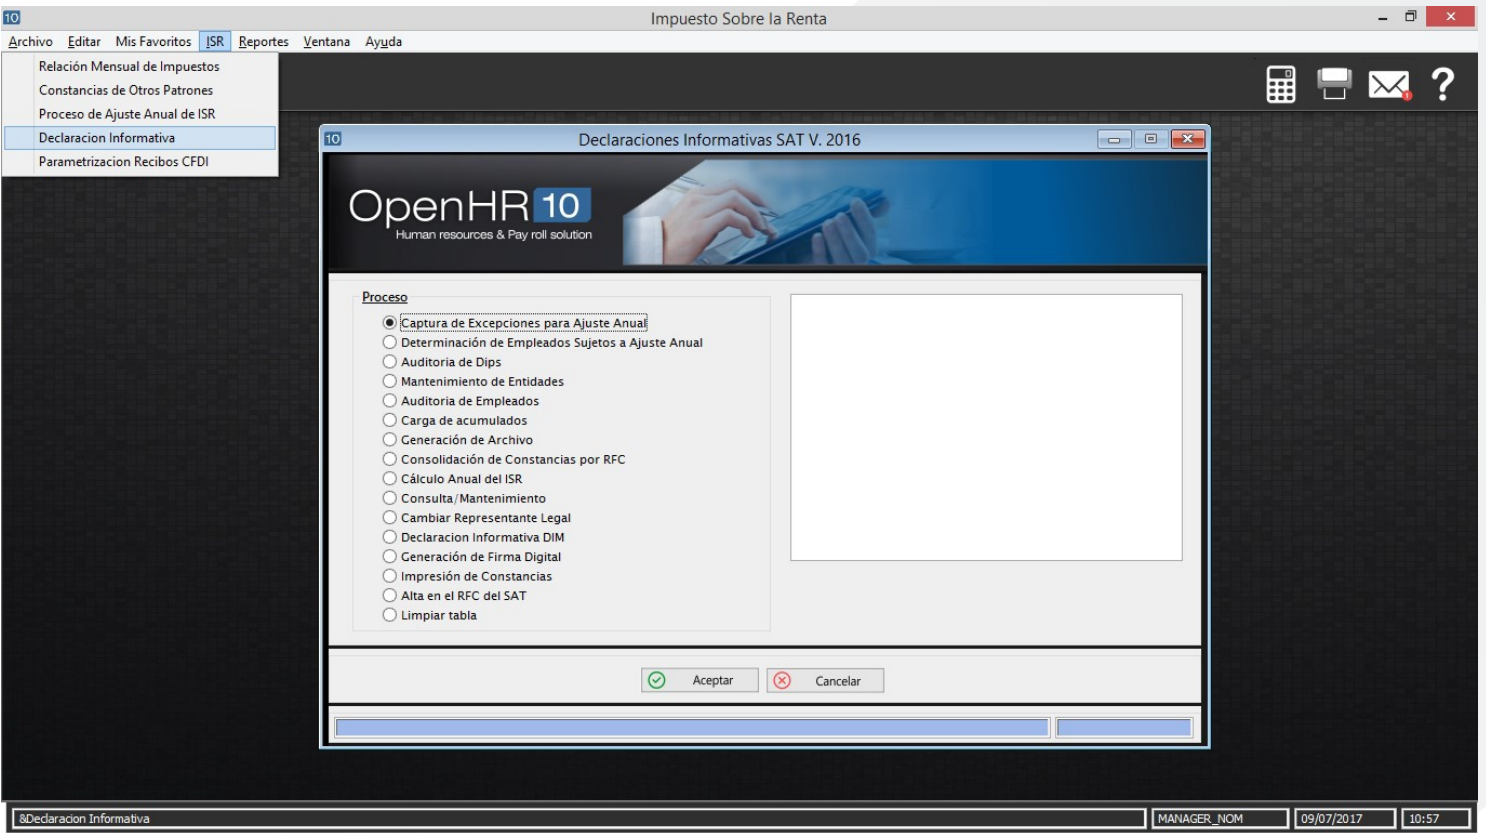 10 Impuesto Sobre la Renta
Archivo Editar Mis Favoritos ISR Reportes Ventana Ayuda
Relación Mensual de Impuestos
Constancias de Otros Patrones
Proceso de Ajuste Anual de ISR
Declaracion Informativa
Parametrizacion Recibos CFDI
1
?
10 Declaraciones Informativas SAT V. 2016
OpenHR 10
Human resources & Pay roll solution
Proceso
Captura de Excepciones para Ajuste Anual
Determinación de Empleados Sujetos a Ajuste Anual
Auditoria de Dips
Mantenimiento de Entidades
Auditoria de Empleados
Carga de acumulados
Generación de Archivo
Consolidación de Constancias por RFC
Cálculo Anual del ISR
Consulta/Mantenimiento
Cambiar Representante Legal
Declaracion Informativa DIM
Generación de Firma Digital
Impresión de Constancias
Alta en el RFC del SAT
Limpiar tabla
Aceptar Cancelar
&Declaracion Informativa MANAGER_NOM 09/07/2017 10:57